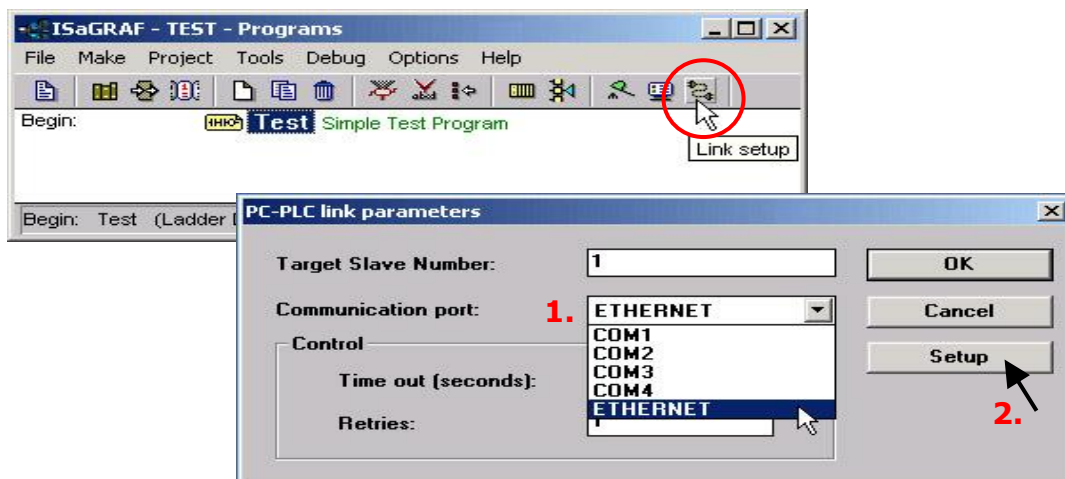 ISaGRAF - TEST - Programs
File Make Project Tools Debug Options Help
Begin: Test Simple Test Program
Link setup
Begin: Test (Ladder
PC-PLC link parameters
Target Slave Number: 1 OK
Communication port: 1. ETHERNET Cancel
COM1
Control
COM2
Setup
COM3
Time out (seconds):
COM4
ETHERNET
2.
Retries: